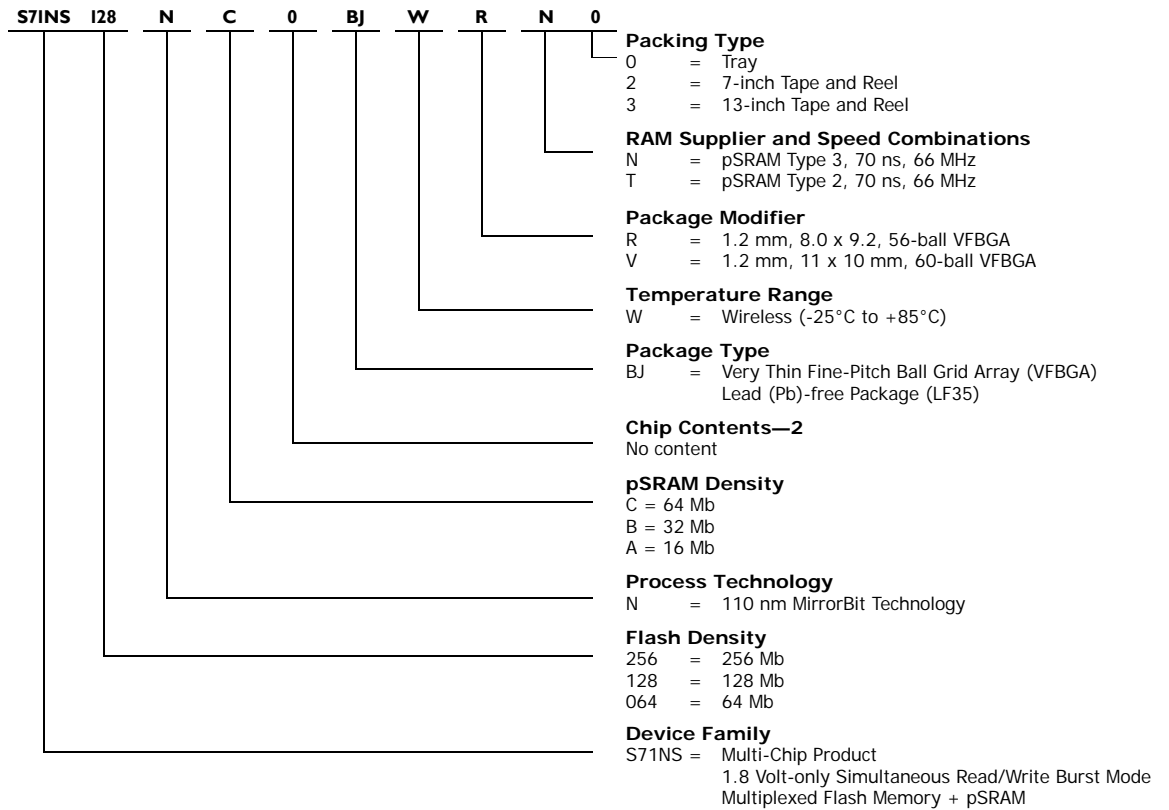 S71NS 128 N C 0 BJ W R N 0
Packing Type
0 = Tray
2 = 7-inch Tape and Reel
3 = 13-inch Tape and Reel
RAM Supplier and Speed Combinations
N = pSRAM Type 3, 70 ns, 66 MHz
T = pSRAM Type 2, 70 ns, 66 MHz
Package Modifier
R = 1.2 mm, 8.0 x 9.2, 56-ball VFBGA
V = 1.2 mm, 11 x 10 mm, 60-ball VFBGA
Temperature Range
W = Wireless (-25°C to +85°C)
Package Type
BJ = Very Thin Fine-Pitch Ball Grid Array (VFBGA)
Lead (Pb)-free Package (LF35)
Chip Contents—2
No content
pSRAM Density
C = 64 Mb
B = 32 Mb
A = 16 Mb
Process Technology
N = 110 nm MirrorBit Technology
Flash Density
256 = 256 Mb
128 = 128 Mb
064 = 64 Mb
Device Family
S71NS = Multi-Chip Product
1.8 Volt-only Simultaneous Read/Write Burst Mode
Multiplexed Flash Memory + pSRAM